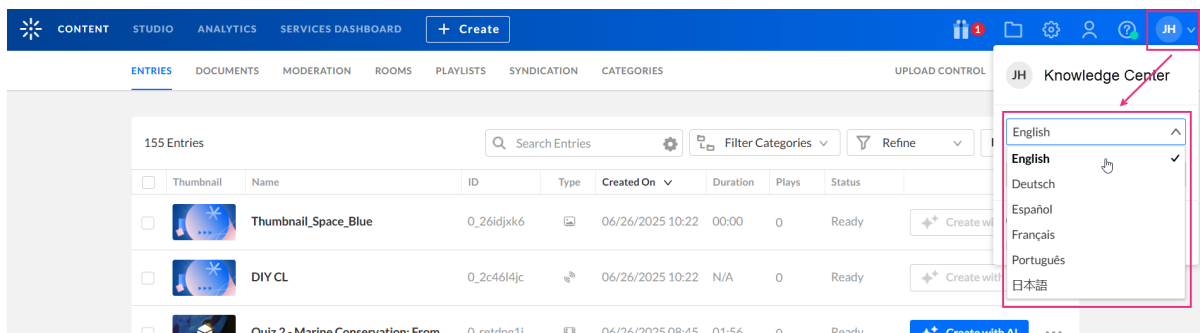 CONTENT STUDIO ANALYTICS SERVICES DASHBOARD + Create 1 JH
ENTRIES DOCUMENTS MODERATION ROOMS PLAYLISTS SYNDICATION CATEGORIES UPLOAD CONTROL
JH Knowledge Center
155 Entries Search Entries Filter Categories Refine
English
English
Deutsch
Español
Français
Português
日本語
Thumbnail Name ID Type Created On Duration Plays Status
Thumbnail_Space_Blue 0_26idjxk6 06/26/2025 10:22 00:00 0 Ready Create wi
DIY CL 0_2c46l4jc 06/26/2025 10:22 N/A 0 Ready Create with
Quiz 2 - Marine Conservation: From 06/26/2025 08:45 01:56 0 Ready Create with AI